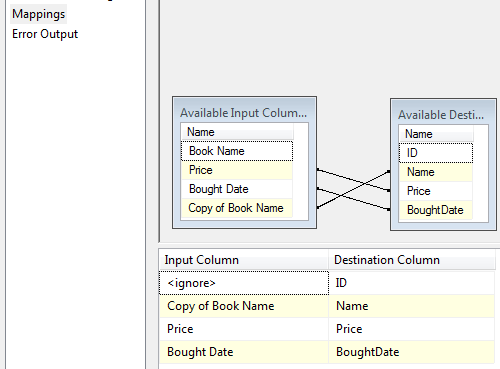 Mappings
Error Output
Available Input Colum...
Name
Book Name
Price
Bought Date
Copy of Book Name
Available Desti...
Name
ID
Name
Price
BoughtDate
Input Column Destination Column
<ignore> ID
Copy of Book Name Name
Price Price
Bought Date BoughtDate